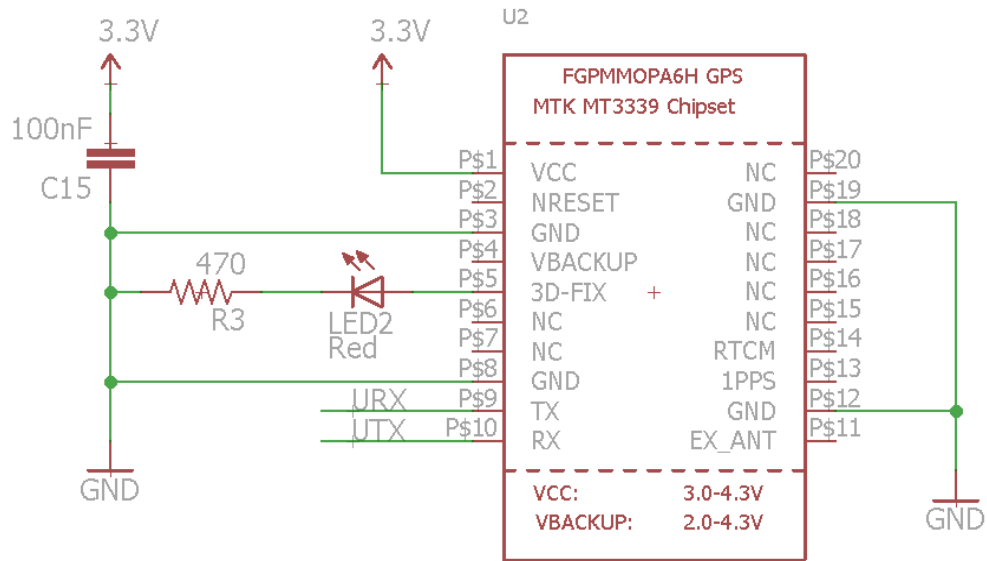 U2
3.3V
3.3V
FGPMMOPA6H GPS
MTK MT3339 Chipset
100nF
C15
P$1
VCC
NC
P$20
P$2
NRESET
GND
P$19
P$3
GND
NC
P$18
P$4
VBACKUP
NC
P$17
470
R3
LED2
Red
P$5
3D-FIX
NC
P$16
P$6
NC
NC
P$15
P$7
NC
RTCM
P$14
P$8
GND
1PPS
P$13
URX
P$9
TX
GND
P$12
UTX
P$10
RX
EX_ANT
P$11
GND
VCC: 3.0-4.3V
VBACKUP: 2.0-4.3V
GND